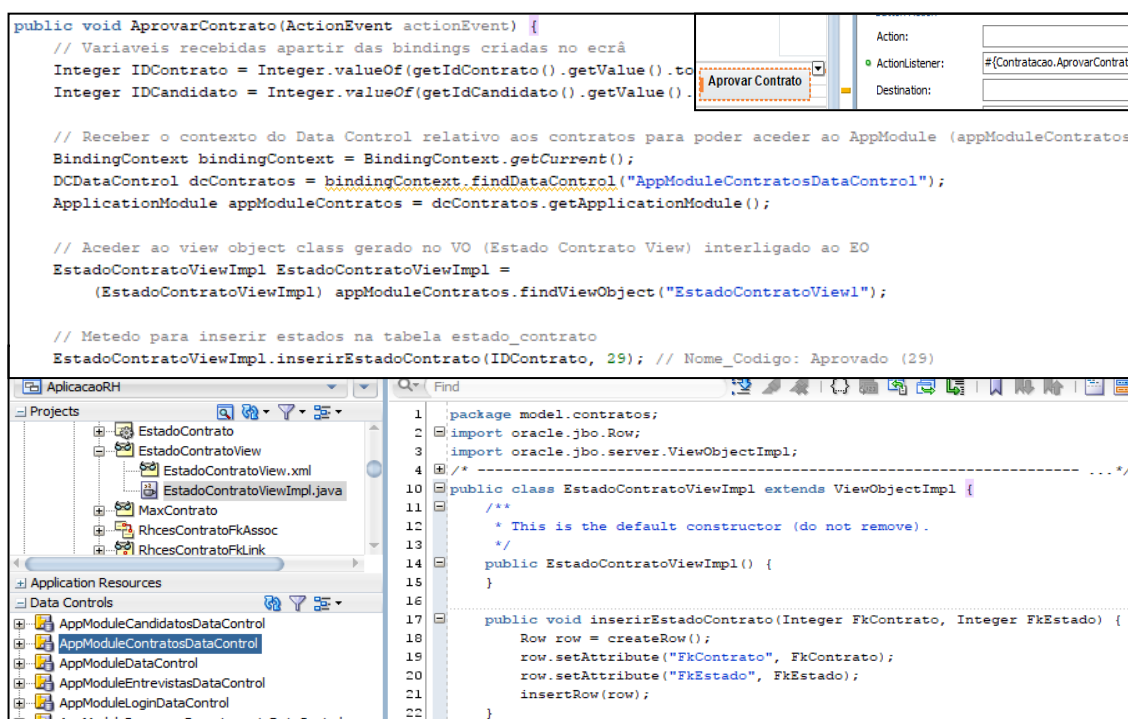 public void AprovarContrato(ActionEvent actionEvent) {
// Variaveis recebidas apartir das bindings criadas no ecrâ
Integer IDContrato = Integer.valueOf(getIdContrato().getValue().to
Integer IDCandidato = Integer.valueOf(getIdCandidato().getValue().
Action:
ActionListener: #{Contratacao.AprovarContrat
Aprovar Contrato
Destination:
// Receber o contexto do Data Control relativo aos contratos para poder aceder ao AppModule (appModuleContratos
BindingContext bindingContext = BindingContext.getCurrent();
DCDataControl dcContratos = bindingContext.findDataControl("AppModuleContratosDataControl");
ApplicationModule appModuleContratos = dcContratos.getApplicationModule();
// Aceder ao view object class gerado no VO (Estado Contrato View) interligado ao EO
EstadoContratoViewImpl EstadoContratoViewImpl =
(EstadoContratoViewImpl) appModuleContratos.findViewObject("EstadoContratoView1");
// Metedo para inserir estados na tabela estado_contrato
EstadoContratoViewImpl.inserirEstadoContrato(IDContrato, 29); // Nome_Codigo: Aprovado (29)
AplicacaoRH
Projects
EstadoContrato
EstadoContratoView
EstadoContratoView.xml
EstadoContratoViewImpl.java
MaxContrato
RhcesContratoFkAssoc
RhcesContratoFkLink
Application Resources
Data Controls
AppModuleCandidatosDataControl
AppModuleContratosDataControl
AppModuleDataControl
AppModuleEntrevistasDataControl
AppModuleLoginDataControl
Find
1 package model.contratos;
2 import oracle.jbo.Row;
3 import oracle.jbo.server.ViewObjectImpl;
4 /* --------------------------------------------------------------------- ...*/
10 public class EstadoContratoViewImpl extends ViewObjectImpl {
11 /**
12 * This is the default constructor (do not remove).
13 */
14 public EstadoContratoViewImpl() {
15 }
16
17 public void inserirEstadoContrato(Integer FkContrato, Integer FkEstado) {
18 Row row = createRow();
19 row.setAttribute("FkContrato", FkContrato);
20 row.setAttribute("FkEstado", FkEstado);
21 insertRow(row);
22 }